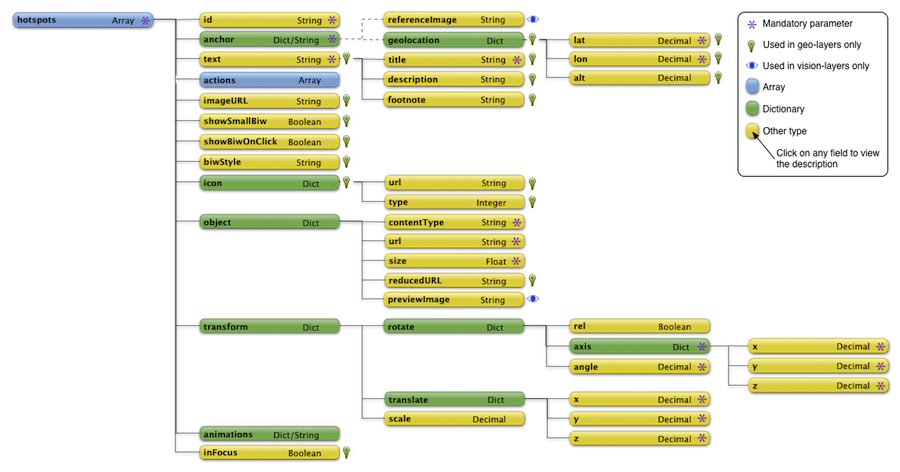 hotspots Array *
id String *
anchor Dict/String *
text String *
actions Array
imageURL String
showSmallBiw Boolean
showBiwOnClick Boolean
biwStyle String
icon Dict
object Dict
transform Dict
animations Dict/String
inFocus Boolean
referenceImage String
geolocation Dict
title String *
description String
footnote String
lat Decimal *
lon Decimal *
alt Decimal
url String
type Integer
contentType String *
url String *
size Float *
reducedURL String
previewImage String
rotate Dict
translate Dict
scale Decimal
rel Boolean
axis Dict *
angle Decimal *
x Decimal *
y Decimal *
z Decimal *
x Decimal *
y Decimal *
z Decimal *
* Mandatory parameter
Used in geo-layers only
Used in vision-layers only
Array
Dictionary
Other type
Click on any field to view
the description